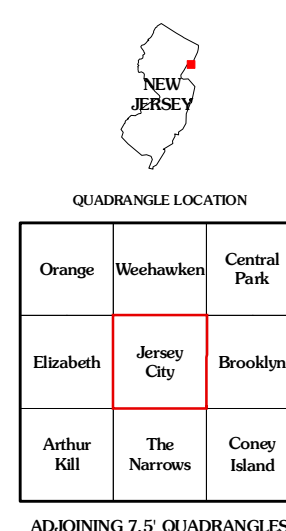 NEW
JERSEY
QUADRANGLE LOCATION
Orange Weehawken Central
Park
Elizabeth Jersey
City Brooklyn
Arthur
Kill The
Narrows Coney
Island
ADJOINING 7.5' QUADRANGLES